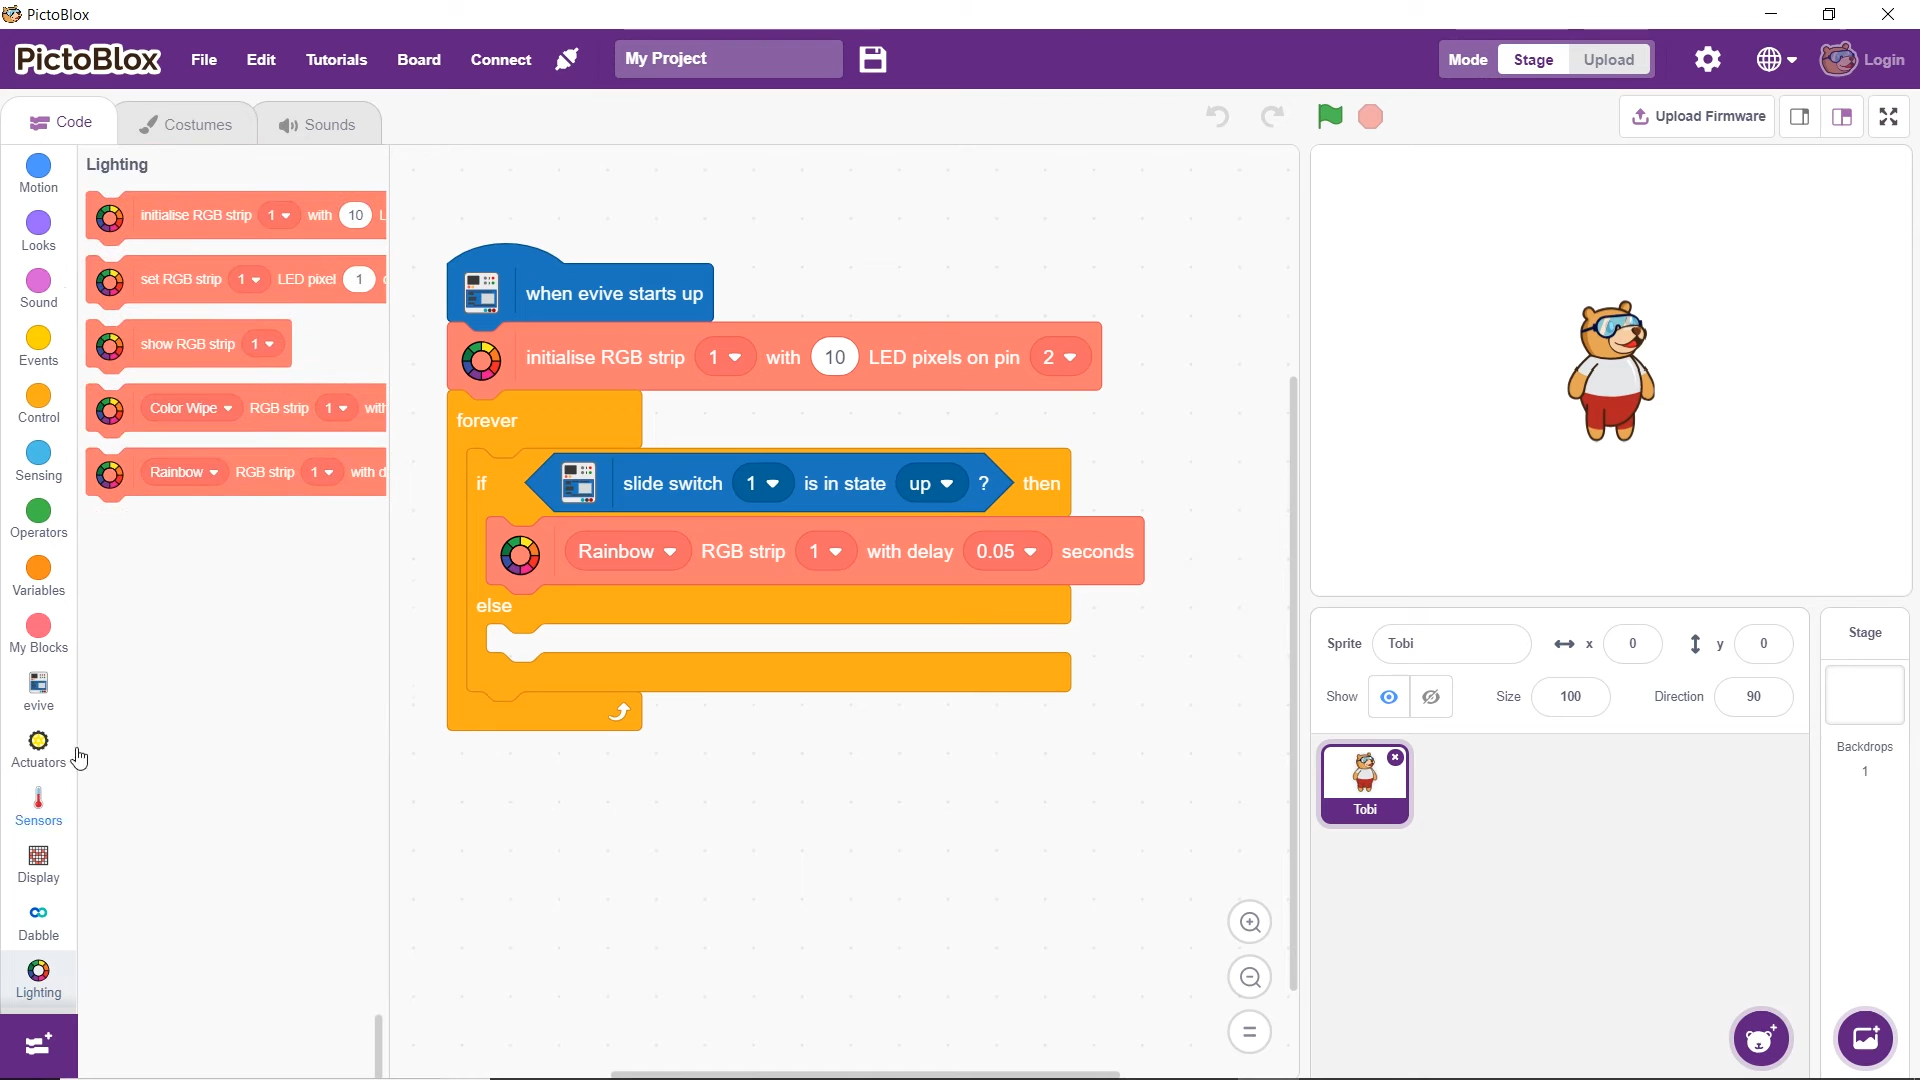 PictoBlox
PictoBlox File Edit Tutorials Board Connect My Project Mode Stage Upload Login
Code Costumes Sounds Upload Firmware
Motion
Looks
Sound
Events
Control
Sensing
Operators
Variables
My Blocks
evive
Actuators
Sensors
Display
Dabble
Lighting
Lighting
initialise RGB strip 1 with 10 L
set RGB strip 1 LED pixel 1
show RGB strip 1
Color Wipe RGB strip 1 with
Rainbow RGB strip 1 with d
when evive starts up
initialise RGB strip 1 with 10 LED pixels on pin 2
forever
if slide switch 1 is in state up ? then
Rainbow RGB strip 1 with delay 0.05 seconds
else
Sprite Tobi x 0 y 0
Show Size 100 Direction 90
Tobi
Stage
Backdrops
1